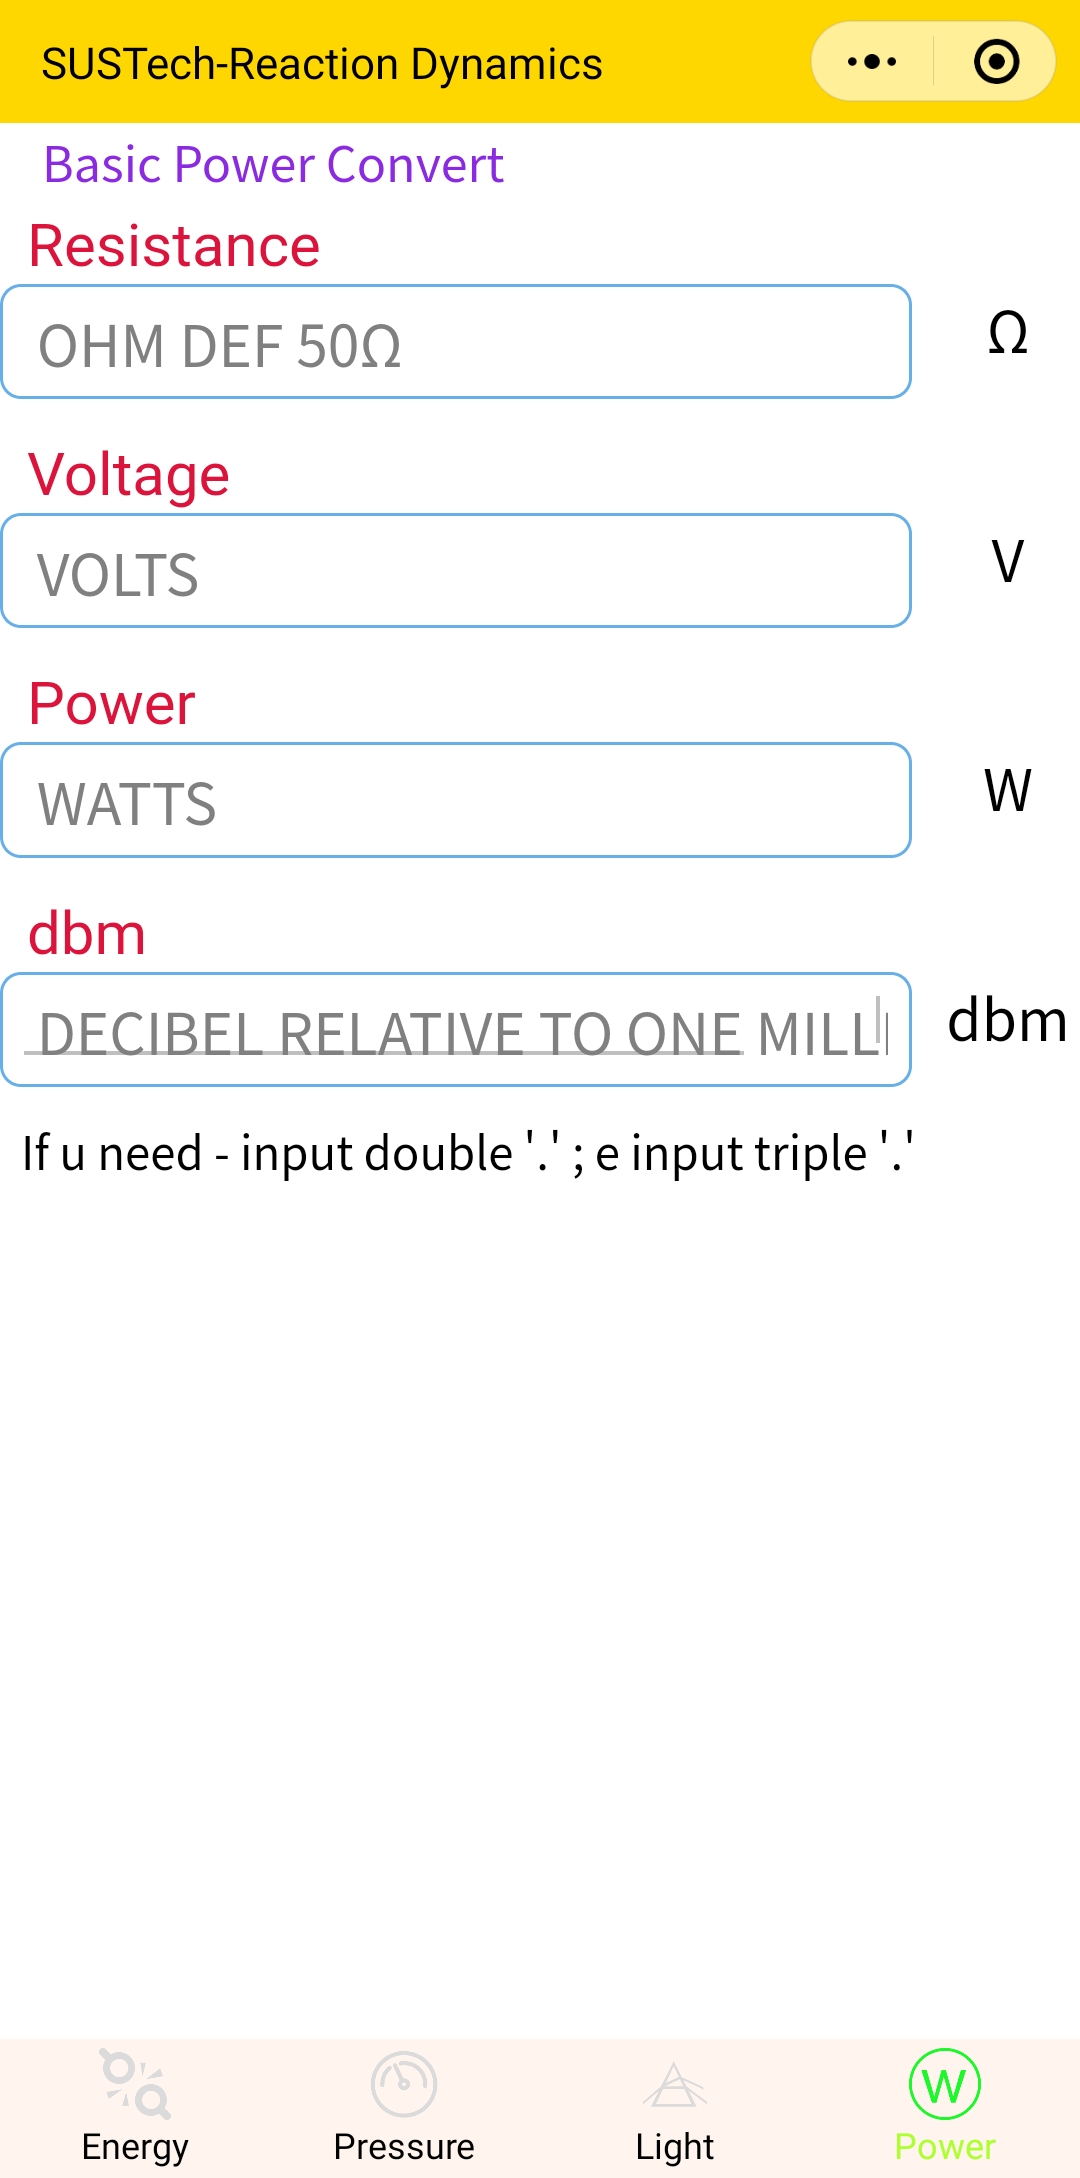 SUSTech-Reaction Dynamics
Basic Power Convert
Resistance
OHM DEF 50Ω
Ω
Voltage
VOLTS
V
Power
WATTS
W
dbm
DECIBEL RELATIVE TO ONE MILL
dbm
If u need - input double '.' ; e input triple '.'
W
Energy
Pressure
Light
Power